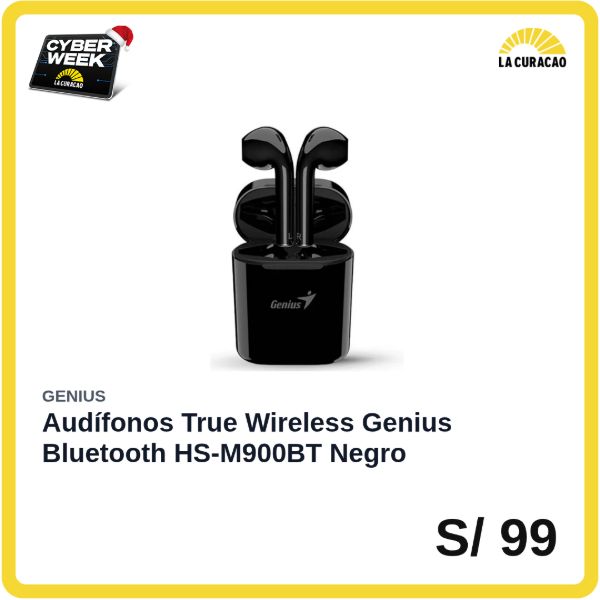 CYBER
WEEK
LA CURACAO
LA CURACAO
L R
Genius
GENIUS
Audífonos True Wireless Genius
Bluetooth HS-M900BT Negro
S/ 99